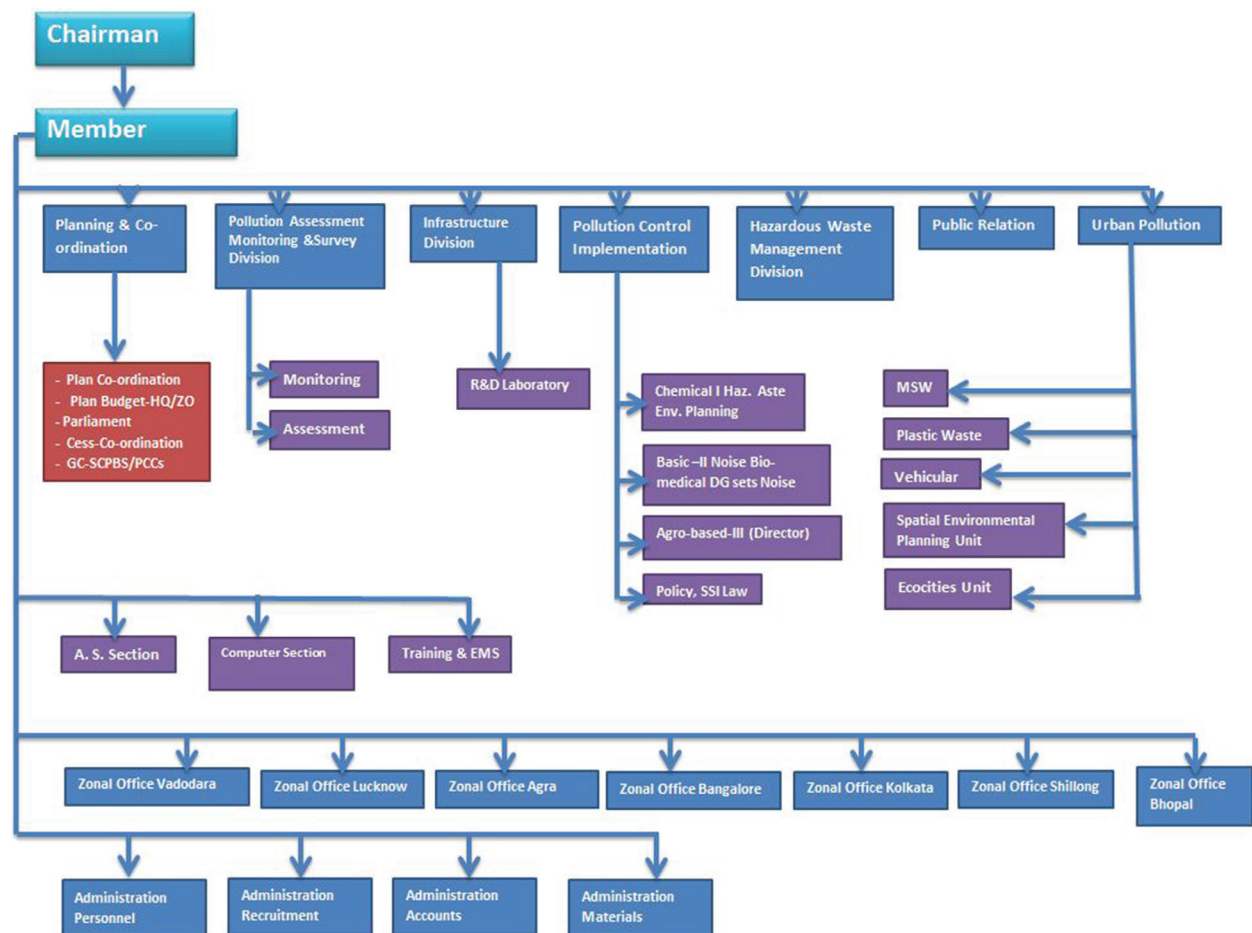 Chairman
Member
Planning & Co-
ordination
Pollution Assessment
Monitoring &Survey
Division
Infrastructure
Division
Pollution Control
Implementation
Hazardous Waste
Management
Division
Public Relation
Urban Pollution
- Plan Co-ordination
- Plan Budget-HQ/ZO
- Parliament
- Cess-Co-ordination
- GC-SCPBS/PCCs
Monitoring
Assessment
R&D Laboratory
Chemical I Haz. Aste
Env. Planning
Basic –II Noise Bio-
medical DG sets Noise
Agro-based-III (Director)
Policy, SSI Law
MSW
Plastic Waste
Vehicular
Spatial Environmental
Planning Unit
Ecocities Unit
A. S. Section
Computer Section
Training & EMS
Zonal Office Vadodara
Zonal Office Lucknow
Zonal Office Agra
Zonal Office Bangalore
Zonal Office Kolkata
Zonal Office Shillong
Zonal Office
Bhopal
Administration
Personnel
Administration
Recruitment
Administration
Accounts
Administration
Materials